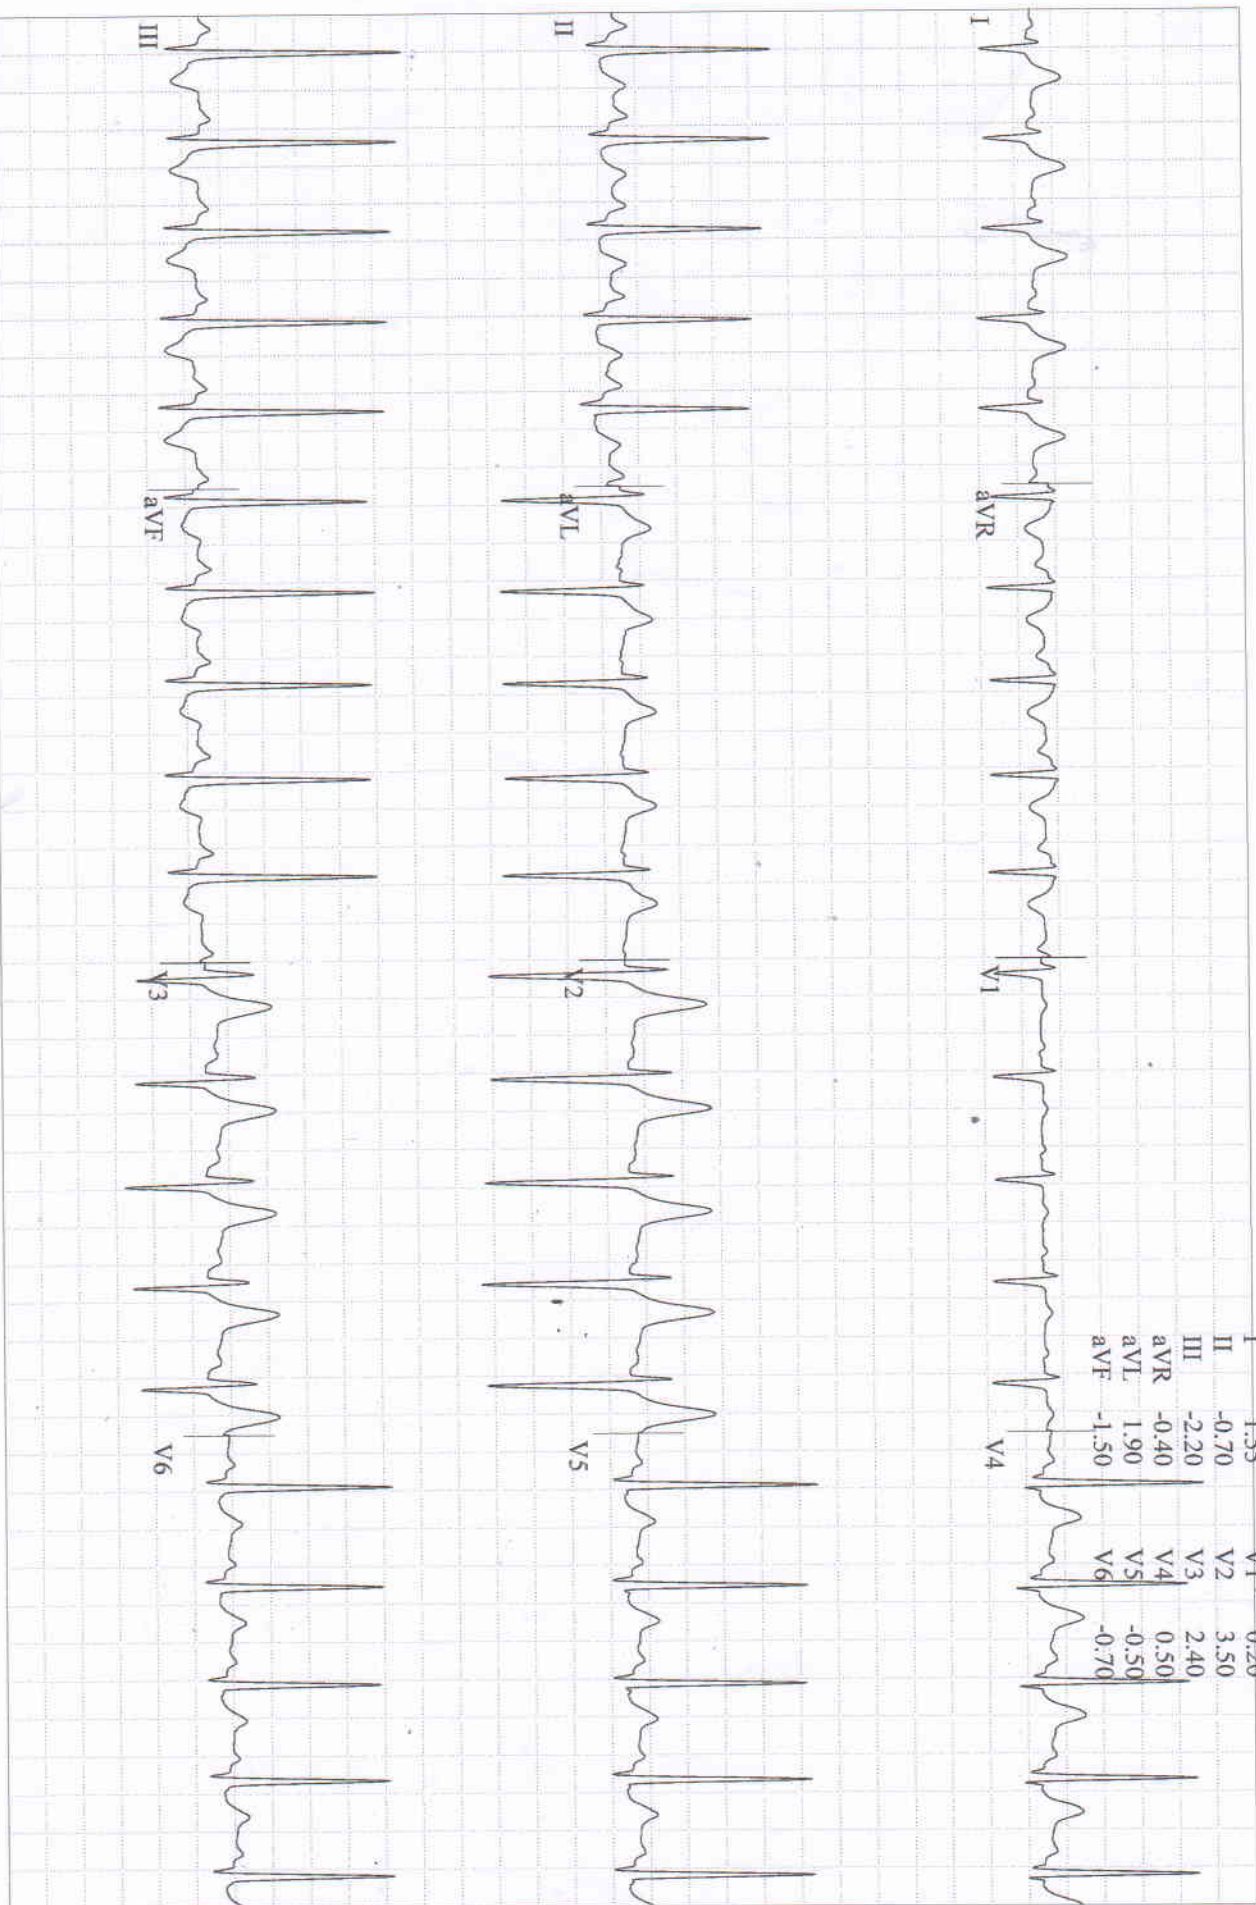 I V1
II -0.70 V2 3.50
III -2.20 V3 2.40
aVR -0.40 V4 0.50
aVL 1.90 V5 -0.50
aVF -1.50 V6 -0.70
I aVR V1 V4
II aVL V2 V5
III aVF V3 V6